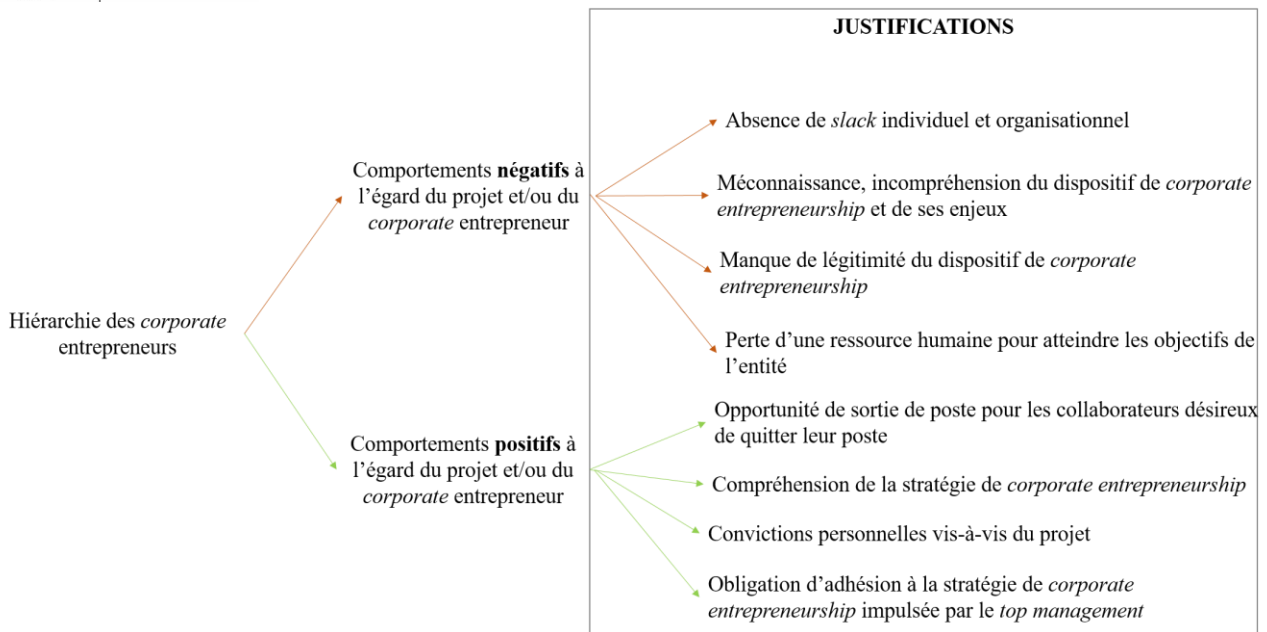 JUSTIFICATIONS
Absence de slack individuel et organisationnel
Comportements négatifs à
l'égard du projet et/ou du
corporate entrepreneur
Méconnaissance, incompréhension du dispositif de corporate
entrepreneurship et de ses enjeux
Manque de légitimité du dispositif de corporate
entrepreneurship
Hiérarchie des corporate
entrepreneurs
Perte d'une ressource humaine pour atteindre les objectifs de
l'entité
Opportunité de sortie de poste pour les collaborateurs désireux
de quitter leur poste
Comportements positifs à
l'égard du projet et/ou du
corporate entrepreneur
Compréhension de la stratégie de corporate entrepreneurship
Convictions personnelles vis-à-vis du projet
Obligation d'adhésion à la stratégie de corporate
entrepreneurship impulsée par le top management